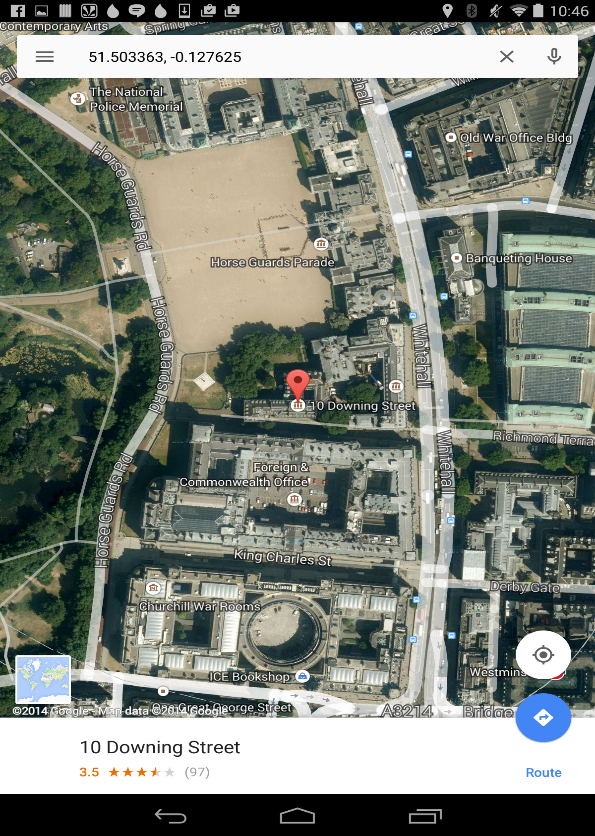 10:46
Contemporary Arts
51.503363, -0.127625
The National
Police Memorial
Old War Office Bldg
Horse Guards Rd
Horse Guards Parade
Banqueting House
Whitehall
Horse Guards Rd
10 Downing Street
Richmond Terra
Whitehall
Foreign &
Commonwealth Office
Horse Guards Rd
King Charles St
Derby Gate
Churchill War Rooms
ICE Bookshop
Westmins
©2014 Google - Map data ©2014 Google
Great George Street
A3214
Bridge
10 Downing Street
3.5
(97)
Route